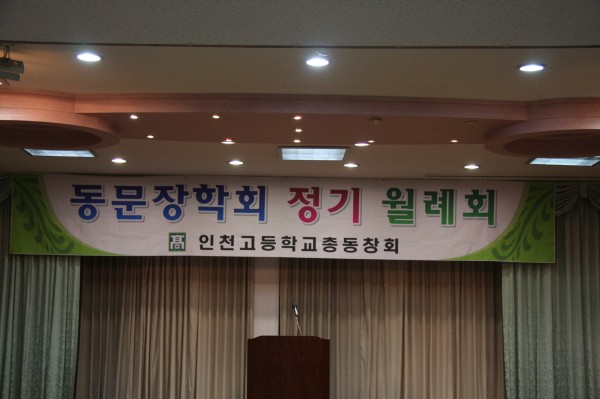 동문장학회 정기 월례회
高 인천고등학교총동창회